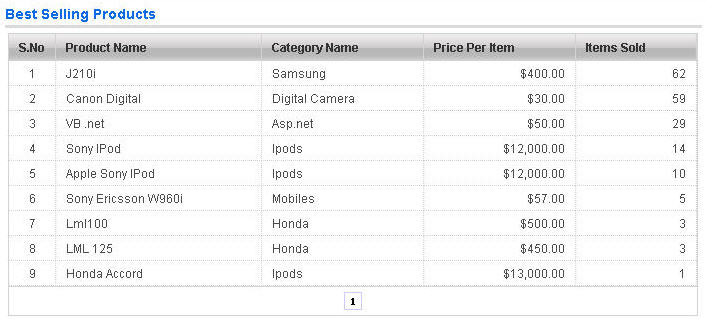 Best Selling Products
S.No Product Name Category Name Price Per Item Items Sold
1 J210i Samsung $400.00 62
2 Canon Digital Digital Camera $30.00 59
3 VB .net Asp.net $50.00 29
4 Sony IPod Ipods $12,000.00 14
5 Apple Sony IPod Ipods $12,000.00 10
6 Sony Ericsson W960i Mobiles $57.00 5
7 Lml100 Honda $500.00 3
8 LML 125 Honda $450.00 3
9 Honda Accord Ipods $13,000.00 1
1